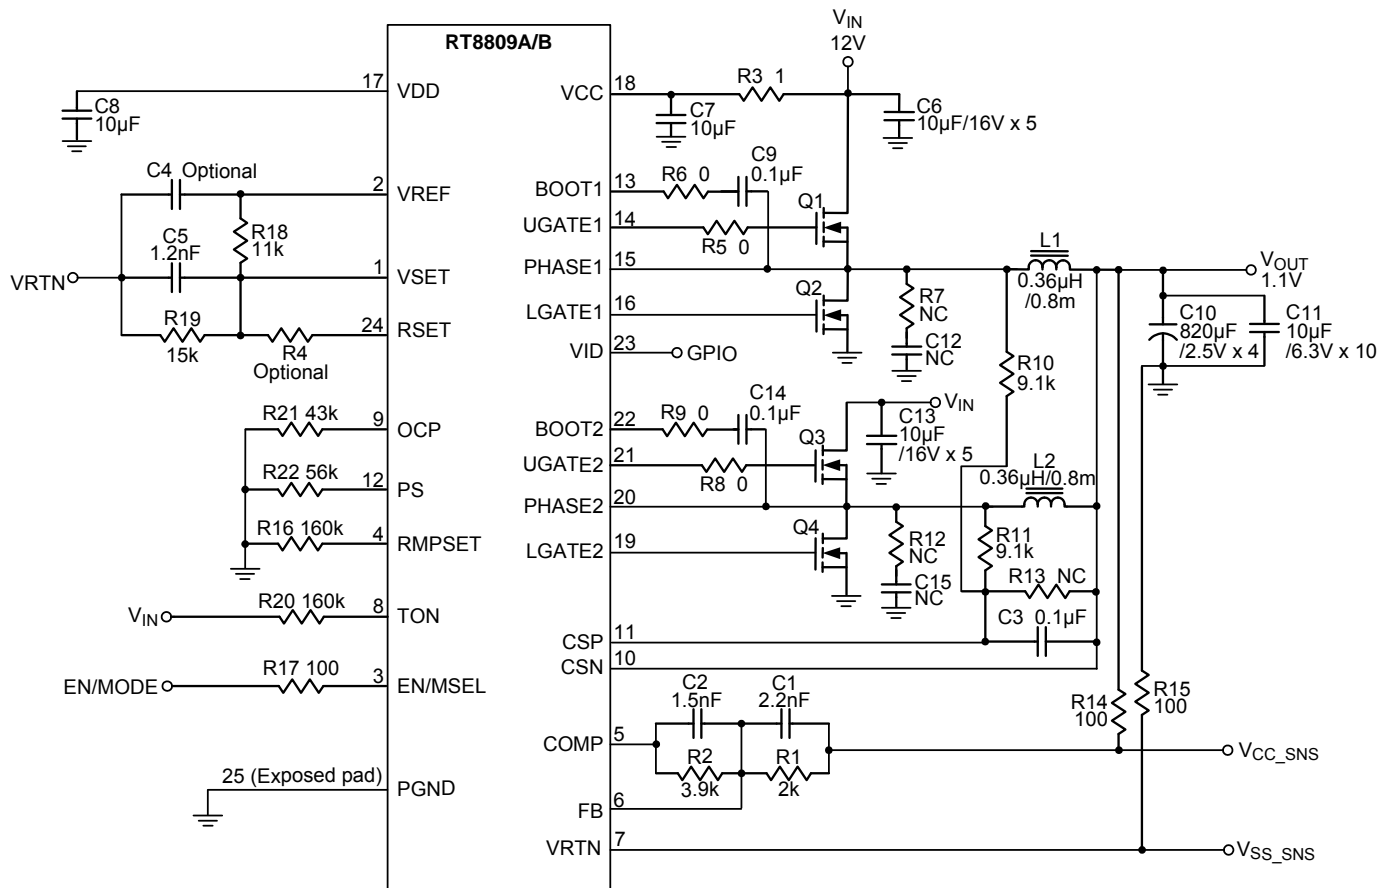 RT8809A/B
VIN
12V
17
VDD
C8
10µF
VCC
18
R3 1
C7
10µF
C6
10µF/16V x 5
C4 Optional
2
VREF
R18
11k
C5
1.2nF
VRTN
1
VSET
R19
15k
R4
Optional
24
RSET
BOOT1
13
R6 0
C9
0.1µF
UGATE1
14
R5 0
Q1
PHASE1
15
L1
0.36µH
/0.8m
VOUT
1.1V
LGATE1
16
Q2
R7
NC
C12
NC
C10
820µF
/2.5V x 4
C11
10µF
/6.3V x 10
VID
23
GPIO
R10
9.1k
R21 43k
9
OCP
R22 56k
12
PS
R16 160k
4
RMPSET
BOOT2
22
R9 0
C14
0.1µF
VIN
C13
10µF
/16V x 5
UGATE2
21
R8 0
Q3
L2
0.36µH/0.8m
PHASE2
20
LGATE2
19
Q4
R12
NC
C15
NC
R11
9.1k
R13 NC
C3 0.1µF
VIN
R20 160k
8
TON
CSP
11
CSN
10
EN/MODE
R17 100
3
EN/MSEL
C2
1.5nF
C1
2.2nF
R14
100
R15
100
COMP
5
R2
3.9k
R1
2k
VCC_SNS
25 (Exposed pad)
PGND
FB
6
VRTN
7
VSS_SNS